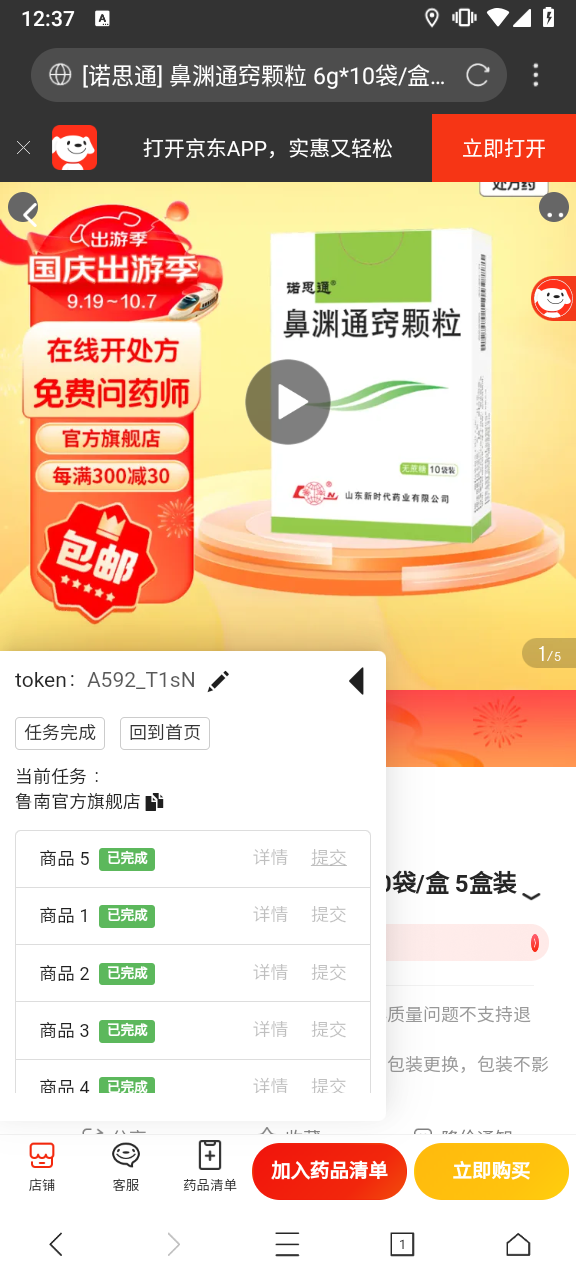 12:37
A
[诺思通] 鼻渊通窍颗粒 6g*10袋/盒…
打开京东APP，实惠又轻松
立即打开
处方药
出游季
国庆出游季
9.19~10.7
在线开处方
免费问药师
官方旗舰店
每满300减30
包邮
诺思通®
鼻渊通窍颗粒
无蔗糖 10袋装
山东新时代药业有限公司
1/5
token： A592_T1sN
任务完成 回到首页
当前任务：
鲁南官方旗舰店
商品 5 已完成 详情 提交
商品 1 已完成 详情 提交
商品 2 已完成 详情 提交
商品 3 已完成 详情 提交
商品 4 已完成 详情 提交
0袋/盒 5盒装
质量问题不支持退
包装更换，包装不影
分享 收藏 降价通知
店铺 客服 药品清单 加入药品清单 立即购买
1